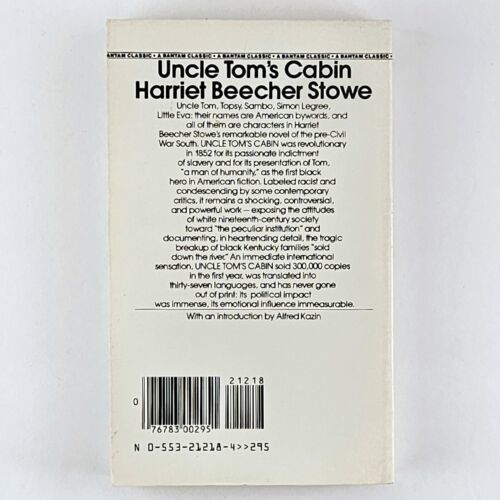 ANTAM CLASSIC • A BANTAM CLASSIC • A BANTAM CLASSIC • A BANTAM CLASSIC • A BANTAM CLASSIC •
Uncle Tom's Cabin
Harriet Beecher Stowe
Uncle Tom, Topsy, Sambo, Simon Legree,
Little Eva: their names are American bywords, and
all of them are characters in Harriet
Beecher Stowe's remarkable novel of the pre-Civil
War South. UNCLE TOM'S CABIN was revolutionary
in 1852 for its passionate indictment
of slavery and for its presentation of Tom,
"a man of humanity," as the first black
hero in American fiction. Labeled racist and
condescending by some contemporary
critics, it remains a shocking, controversial,
and powerful work — exposing the attitudes
of white nineteenth-century society
toward "the peculiar institution" and
documenting, in heartrending detail, the tragic
breakup of black Kentucky families "sold
down the river." An immediate international
sensation, UNCLE TOM'S CABIN sold 300,000 copies
in the first year, was translated into
thirty-seven languages, and has never gone
out of print: its political impact
was immense, its emotional influence immeasurable.
With an introduction by Alfred Kazin
21218
0
76783 00295
N 0-553-21218-4>>295